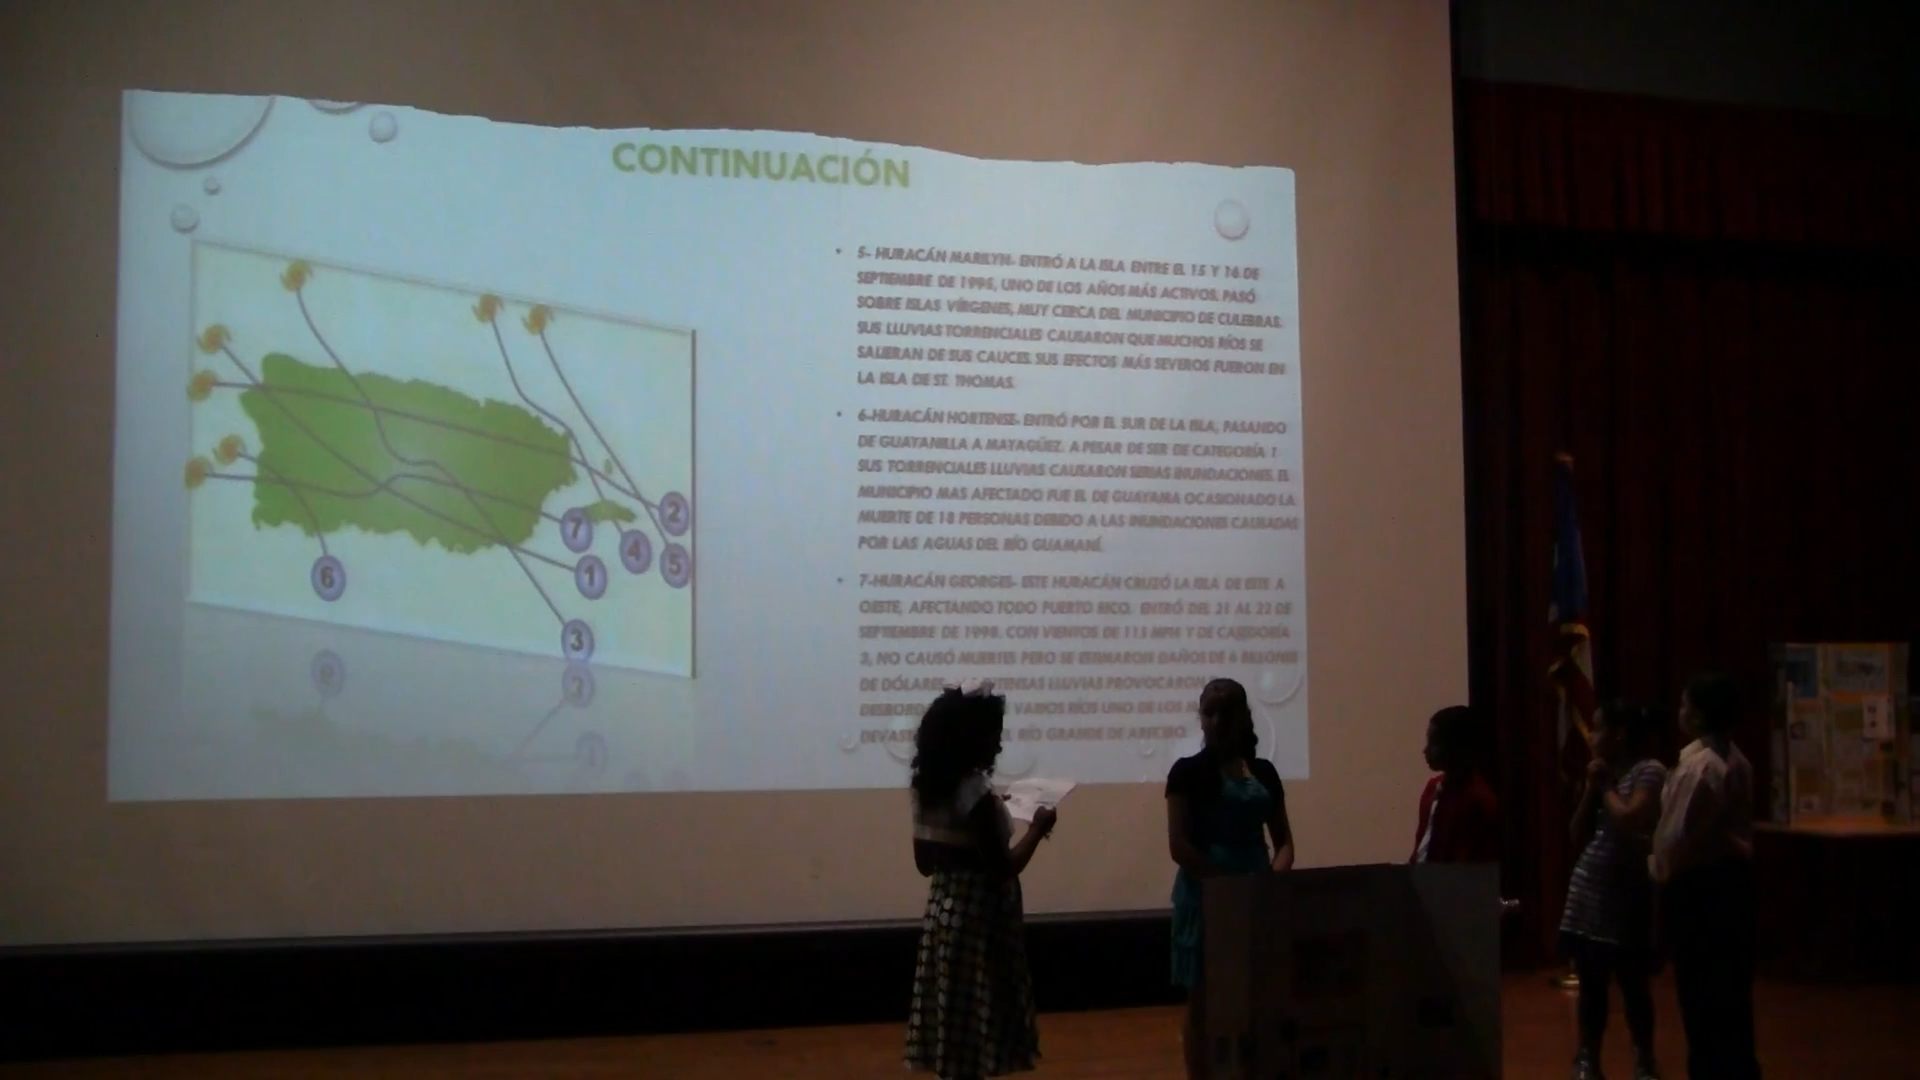 CONTINUACIÓN
• 5- HURACÁN MARILYN- ENTRÓ A LA ISLA ENTRE EL 15 Y 16 DE
SEPTIEMBRE DE 1995, UNO DE LOS AÑOS MÁS ACTIVOS. PASÓ
SOBRE ISLAS VÍRGENES, MUY CERCA DEL MUNICIPIO DE CULEBRAS.
SUS LLUVIAS TORRENCIALES CAUSARON QUE MUCHOS RÍOS SE
SALIERAN DE SUS CAUCES. SUS EFECTOS MÁS SEVEROS FUERON EN
LA ISLA DE ST. THOMAS.
• 6-HURACÁN HORTENSE- ENTRÓ POR EL SUR DE LA ISLA, PASANDO
DE GUAYANILLA A MAYAGÜEZ. A PESAR DE SER DE CATEGORÍA 1
SUS TORRENCIALES LLUVIAS CAUSARON SERIAS INUNDACIONES. EL
MUNICIPIO MAS AFECTADO FUE EL DE GUAYAMA OCASIONADO LA
MUERTE DE 18 PERSONAS DEBIDO A LAS INUNDACIONES CAUSADAS
POR LAS AGUAS DEL RÍO GUAMANÍ.
• 7-HURACÁN GEORGES- ESTE HURACÁN CRUZÓ LA ISLA DE ESTE A
OESTE, AFECTANDO TODO PUERTO RICO. ENTRÓ DEL 21 AL 22 DE
SEPTIEMBRE DE 1998. CON VIENTOS DE 115 MPH Y DE CATEGORÍA
3, NO CAUSÓ MUERTES PERO SE ESTIMARON DAÑOS DE 6 BILLONES
DE DÓLARES. INTENSAS LLUVIAS PROVOCARON
VARIOS RÍOS UNO DE LOS
RÍO GRANDE DE ARECIBO.
7
2
4
5
1
6
3